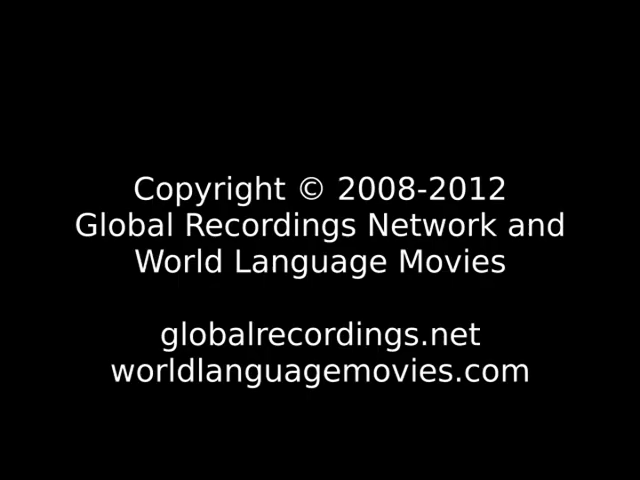 Copyright © 2008-2012
Global Recordings Network and
World Language Movies
globalrecordings.net
worldlanguagemovies.com